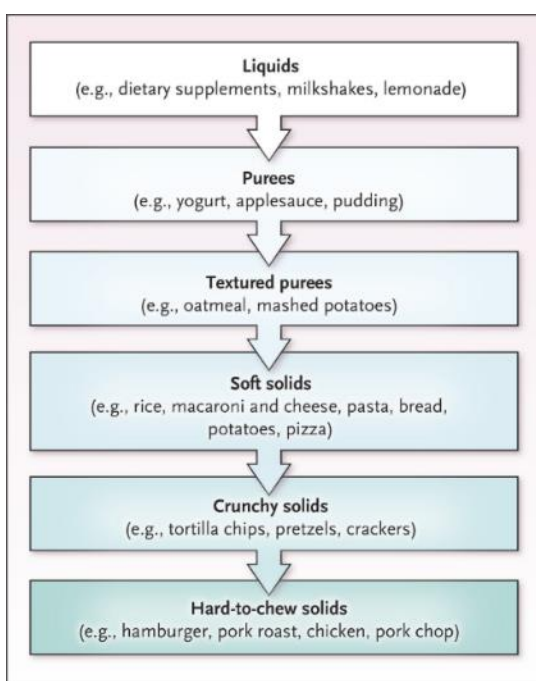 Liquids
(e.g., dietary supplements, milkshakes, lemonade)
Purees
(e.g., yogurt, applesauce, pudding)
Textured purees
(e.g., oatmeal, mashed potatoes)
Soft solids
(e.g., rice, macaroni and cheese, pasta, bread,
potatoes, pizza)
Crunchy solids
(e.g., tortilla chips, pretzels, crackers)
Hard-to-chew solids
(e.g., hamburger, pork roast, chicken, pork chop)